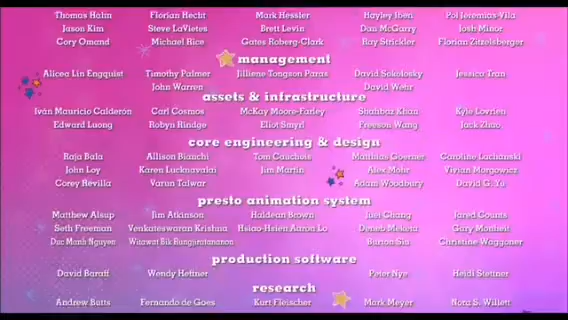 Thomas Hahn Florian Hecht Mark Hessler Hayley Iben Pol Jeremias-Vila
Jason Kim Steve LaVietes Brett Levin Dan McGarry Josh Minor
Cory Omand Michael Rice Gates Roberg-Clark Ray Strickler Florian Zitzelsberger
management
Alicea Lin Engquist Timothy Palmer Jilliene Tongson Paras David Sokolosky Jessica Tran
John Warren David Wehr
assets & infrastructure
Iván Mauricio Calderón Carl Cosmos McKay Moore-Farley Shahbaz Khan Kyle Lovrien
Edward Luong Robyn Rindge Eliot Smyrl Freeson Wang Jack Zhao
core engineering & design
Raja Bala Allison Bianchi Tom Cauchois Matthias Goerner Caroline Lachanski
John Loy Karen Lucknavalai Jim Martin Alex Mohr Vivian Morgowicz
Corey Revilla Varun Talwar Adam Woodbury David G. Yu
presto animation system
Matthew Alsup Jim Atkinson Haldean Brown Juei Chang Jared Counts
Seth Freeman Venkateswaran Krishna Hsiao-Hsien Aaron Lo Deneb Meketa Gary Monheit
Duc Manh Nguyen Bik Burton Sia Christine Waggoner
production software
David Baraff Wendy Hettner Peter Nye Heidi Stettner
research
Andrew Butts Fernando de Goes Kurt Fleischer Mark Meyer Nora S. Willett